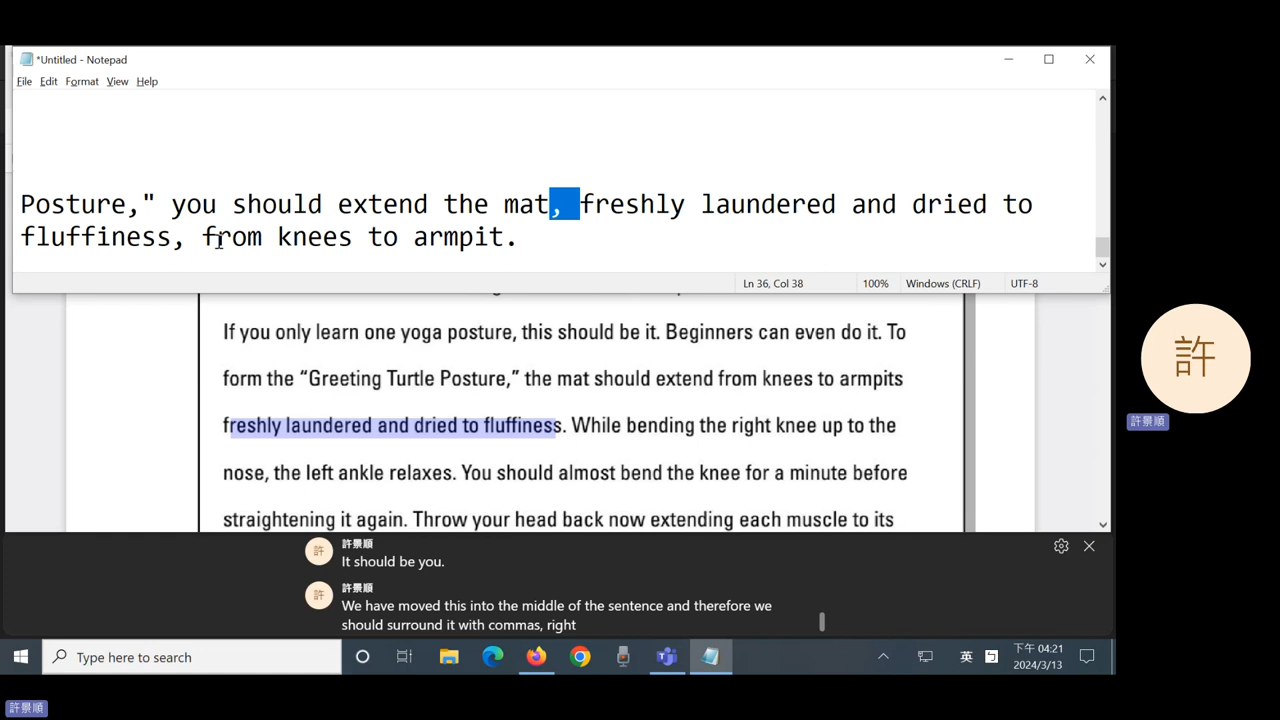 *Untitled - Notepad
File Edit Format View Help
Posture," you should extend the mat, freshly laundered and dried to
fluffiness, from knees to armpit.
Ln 36, Col 38 100% Windows (CRLF) UTF-8
If you only learn one yoga posture, this should be it. Beginners can even do it. To
form the “Greeting Turtle Posture,” the mat should extend from knees to armpits
freshly laundered and dried to fluffiness. While bending the right knee up to the
nose, the left ankle relaxes. You should almost bend the knee for a minute before
straightening it again. Throw your head back now extending each muscle to its
許
許景順
許 許景順
It should be you.
許 許景順
We have moved this into the middle of the sentence and therefore we
should surround it with commas, right
Type here to search
英
下午 04:21
2024/3/13
許景順